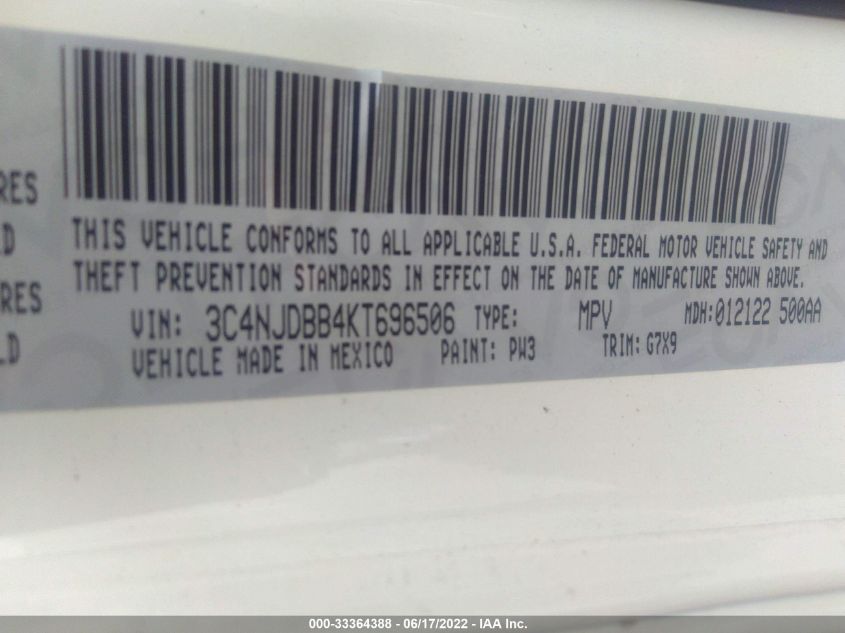 RES
THIS VEHICLE CONFORMS TO ALL APPLICABLE U.S.A. FEDERAL MOTOR VEHICLE SAFETY AND
THEFT PREVENTION STANDARDS IN EFFECT ON THE DATE OF MANUFACTURE SHOWN ABOVE.
RES
VIN: 3C4NJDBB4KT696506 TYPE: MPV MDH:012122 500AA
VEHICLE MADE IN MEXICO PAINT: PW3 TRIM: G7X9
LD
000-33364388 - 06/17/2022 - IAA Inc.